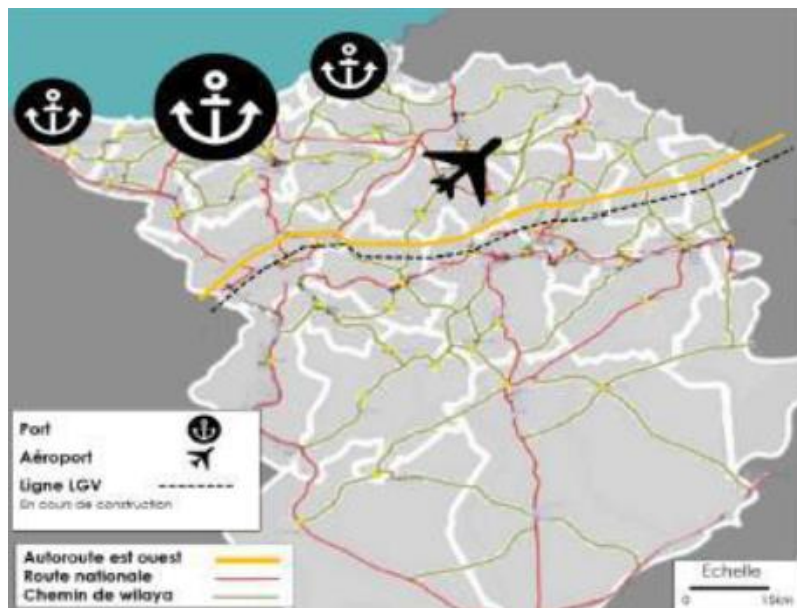 Port
Aéroport
Ligne LGV
En cours de construction
Autoroute est ouest
Route nationale
Chemin de wilaya
Echelle
0 15km